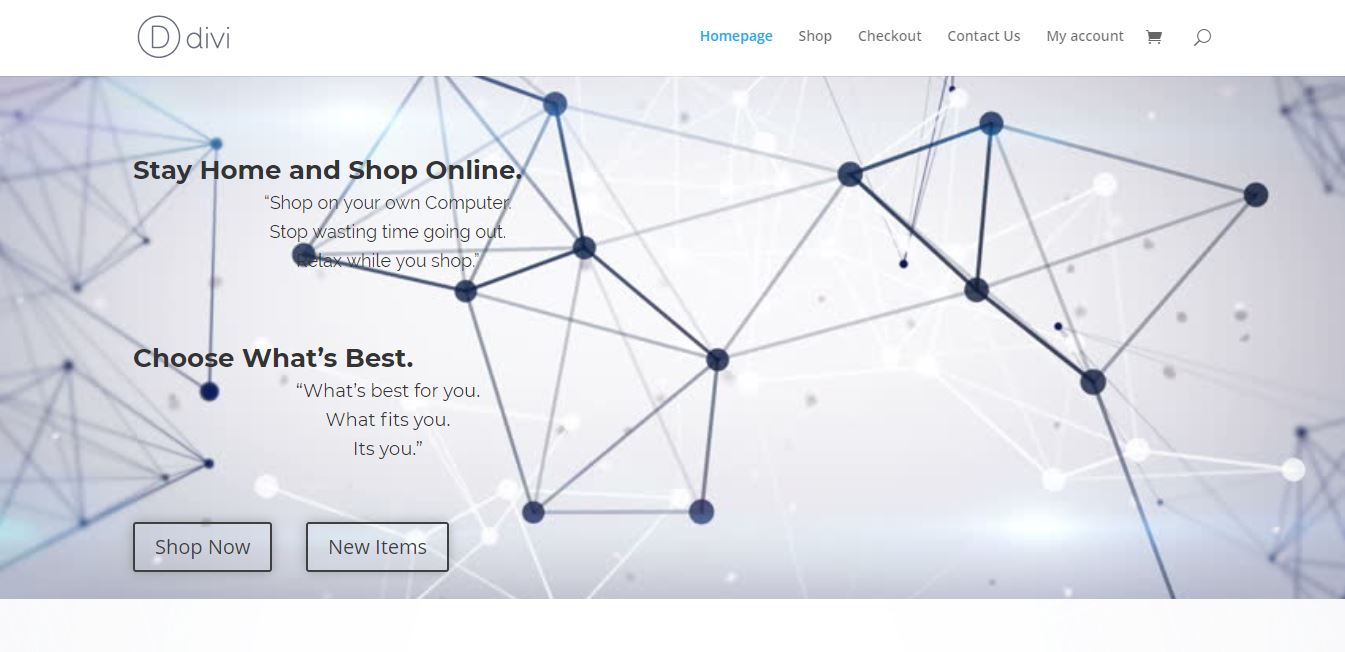 D divi
Homepage Shop Checkout Contact Us My account
Stay Home and Shop Online.
“Shop on your own Computer.
Stop wasting time going out.
Relax while you shop.”
Choose What’s Best.
“What’s best for you.
What fits you.
Its you.”
Shop Now New Items